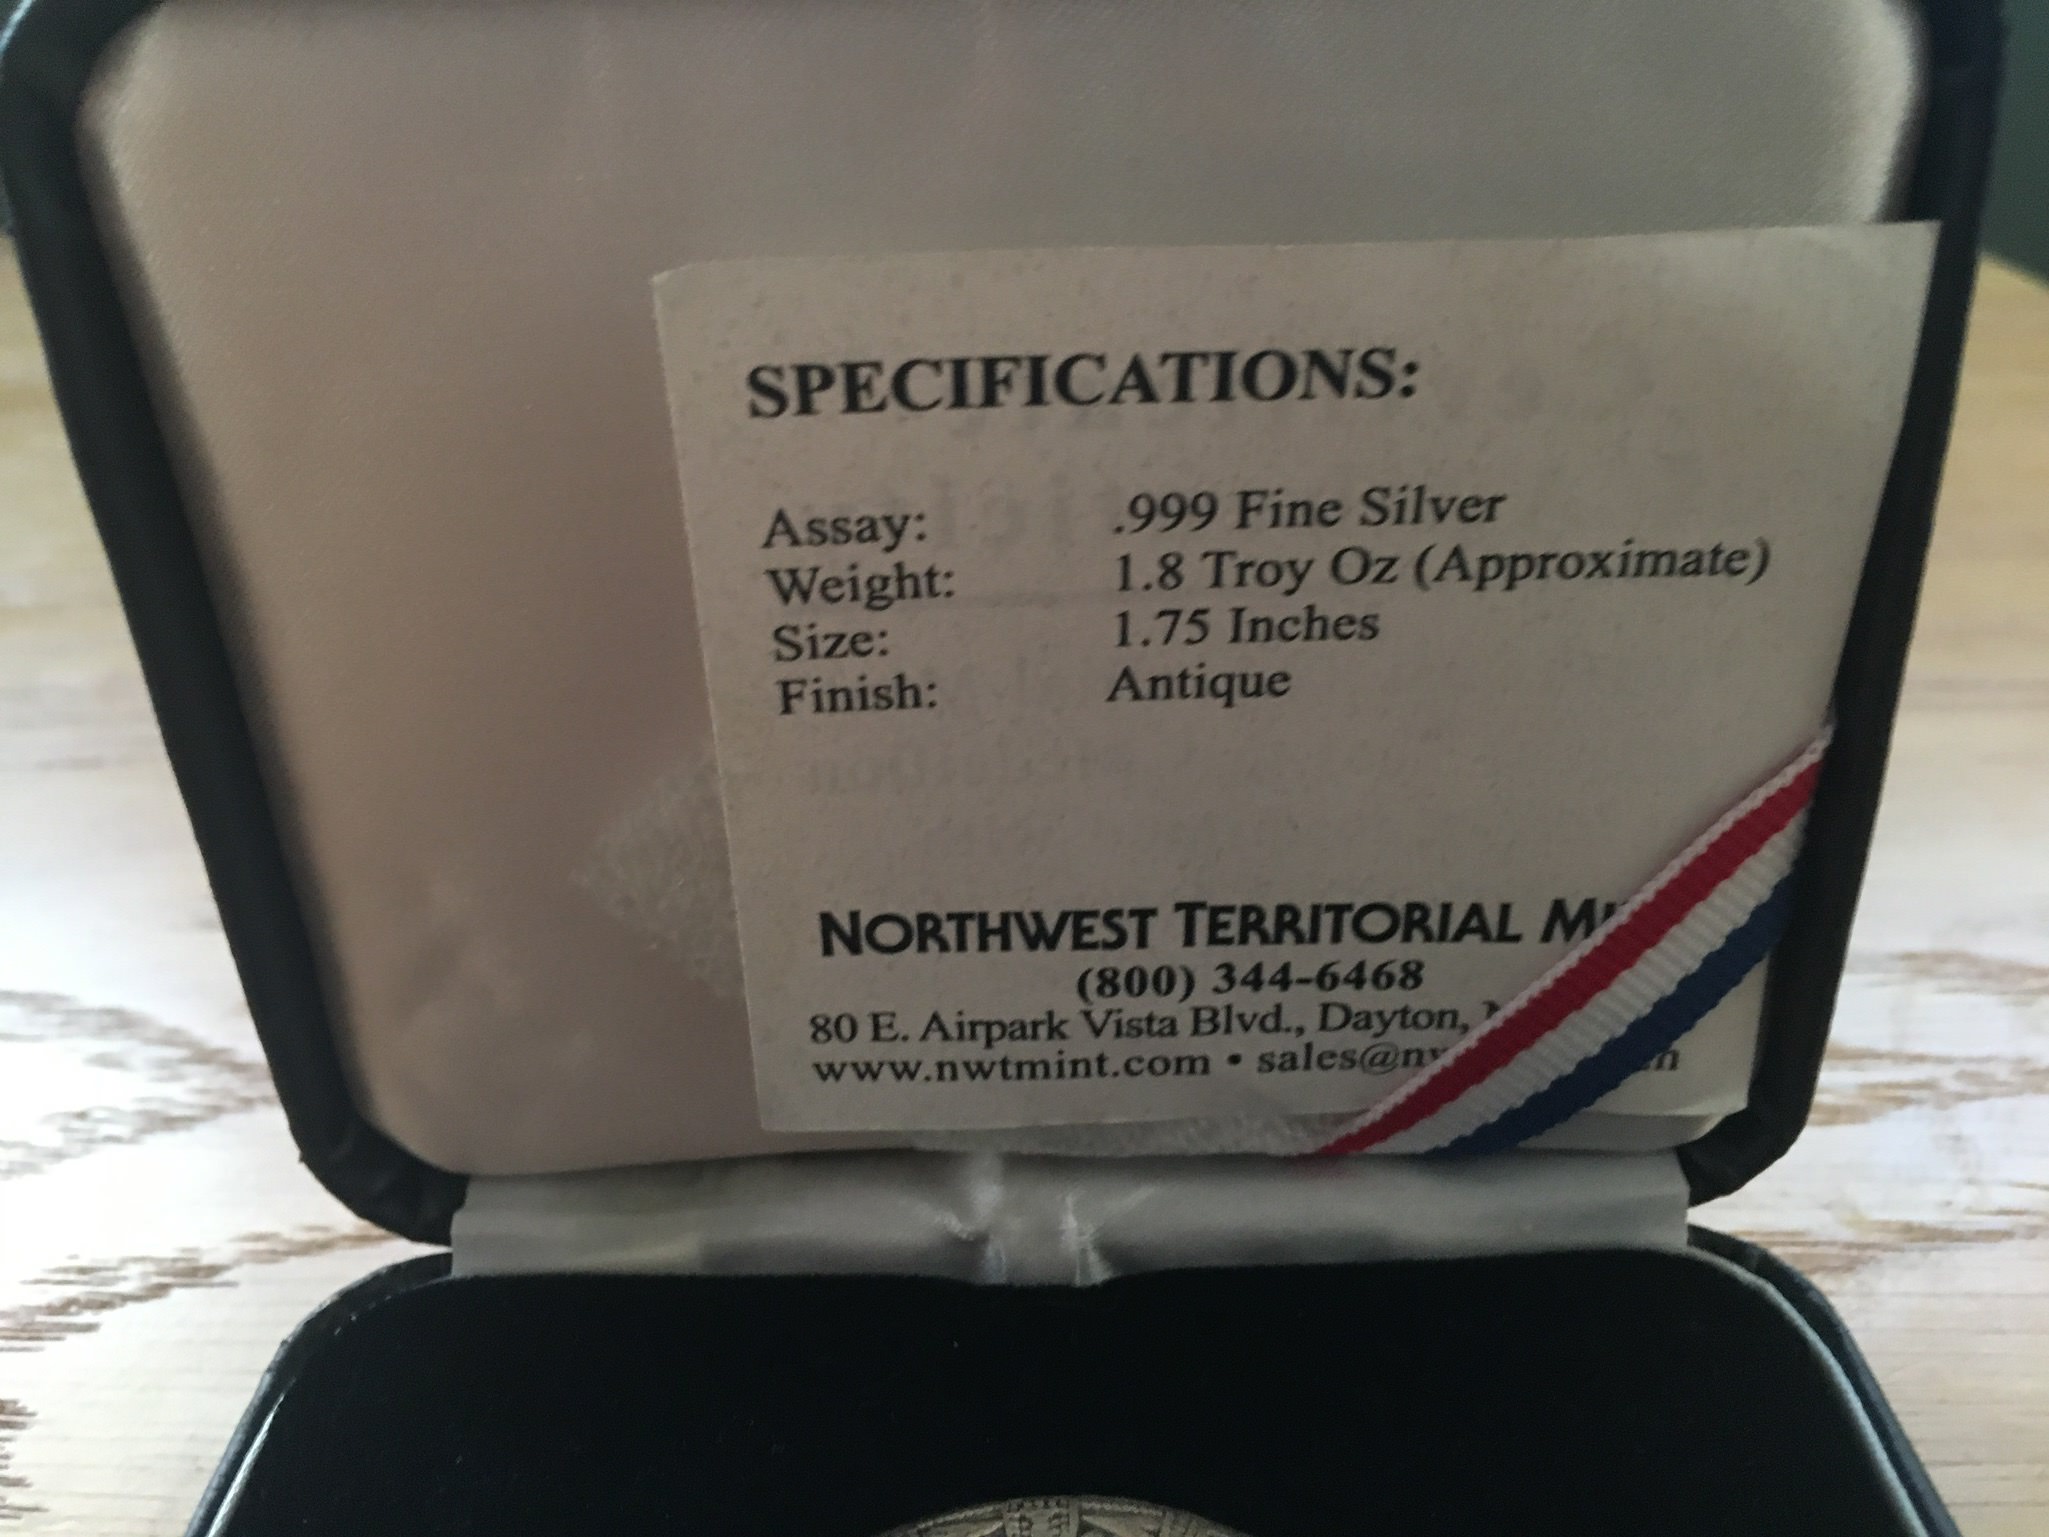 SPECIFICATIONS:
Assay: .999 Fine Silver
Weight: 1.8 Troy Oz (Approximate)
Size: 1.75 Inches
Finish: Antique
NORTHWEST TERRITORIAL
(800) 344-6468
80 E. Airpark Vista Blvd., Dayton,
www.nwtmint.com •